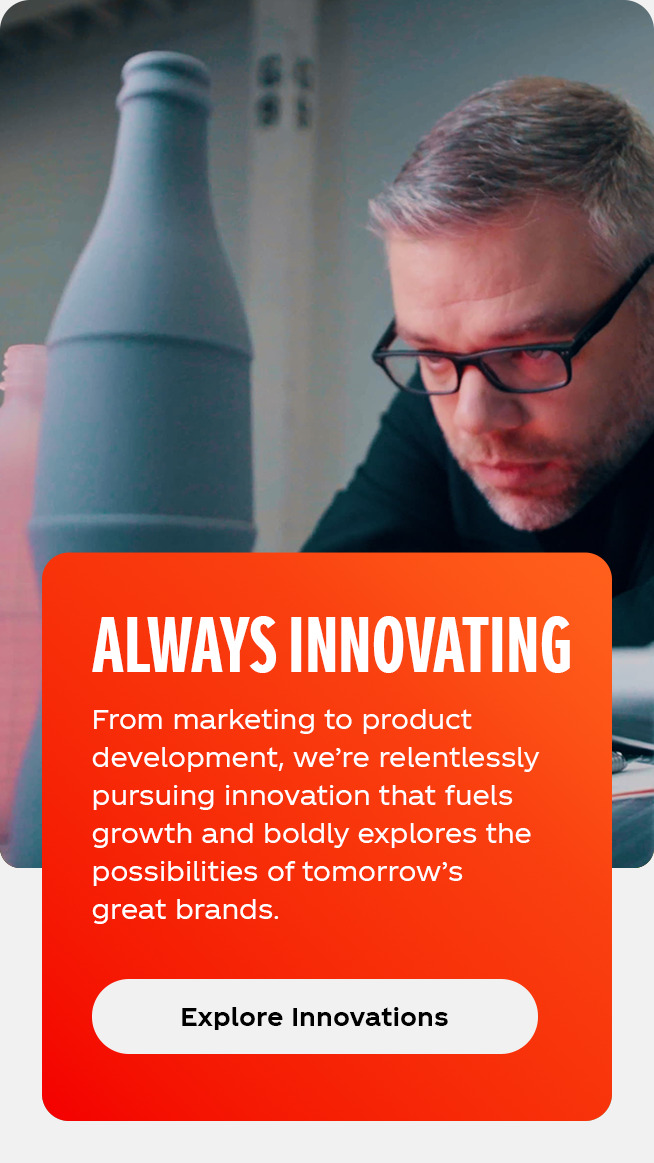 ALWAYS INNOVATING
From marketing to product
development, we’re relentlessly
pursuing innovation that fuels
growth and boldly explores the
possibilities of tomorrow’s
great brands.
Explore Innovations